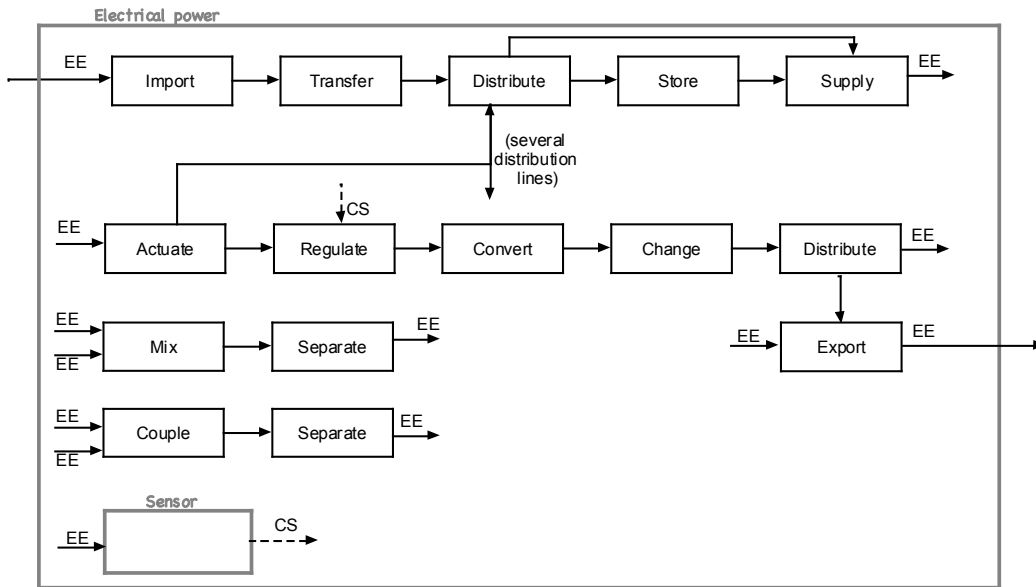 Electrical power
EE
Import
Transfer
Distribute
Store
Supply
EE
(several
distribution
lines)
CS
EE
Actuate
Regulate
Convert
Change
Distribute
EE
EE
EE
Mix
Separate
EE
EE
Export
EE
EE
EE
Couple
Separate
EE
Sensor
EE
CS